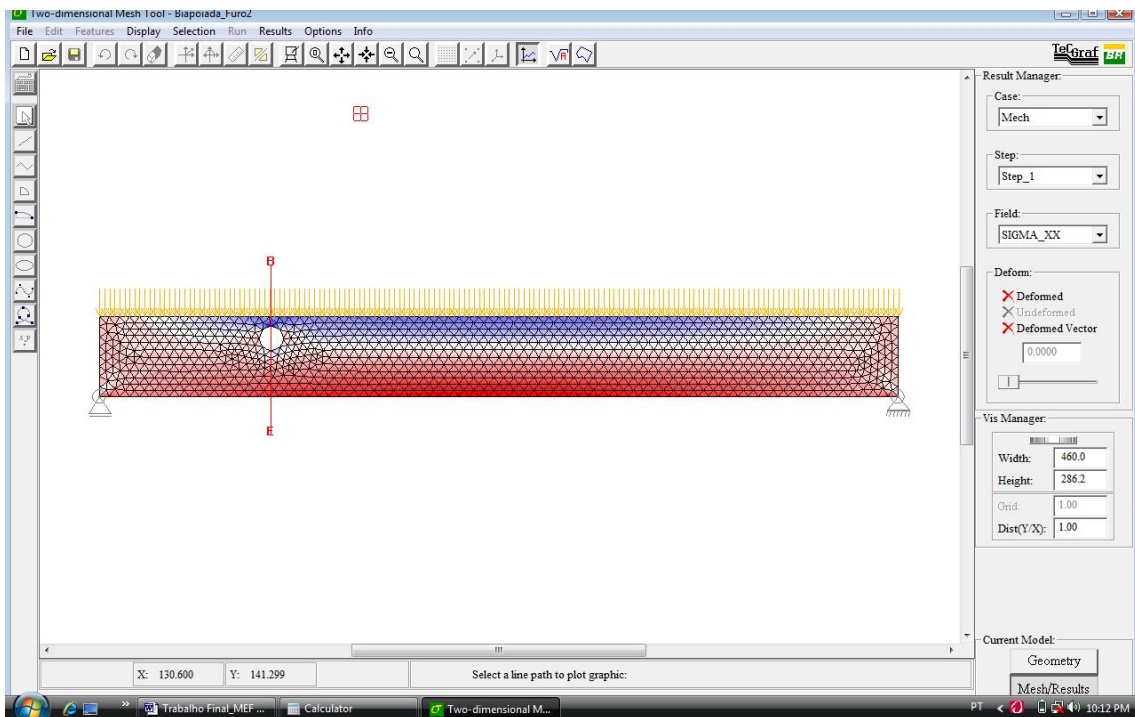 Two-dimensional Mesh Tool - Biapoiada_Furo2
File Edit Features Display Selection Run Results Options Info
TeCGraf BR
Result Manager:
Case:
Mech
Step:
Step_1
Field:
SIGMA_XX
Deform:
Deformed
Undeformed
Deformed Vector
0.0000
B
E
Vis Manager:
Width: 460.0
Height: 286.2
Grid: 1.00
Dist(Y/X): 1.00
Current Model:
Geometry
Mesh/Results
X: 130.600 Y: 141.299 Select a line path to plot graphic:
Trabalho Final_MEF ... Calculator Two-dimensional M... PT 10:12 PM